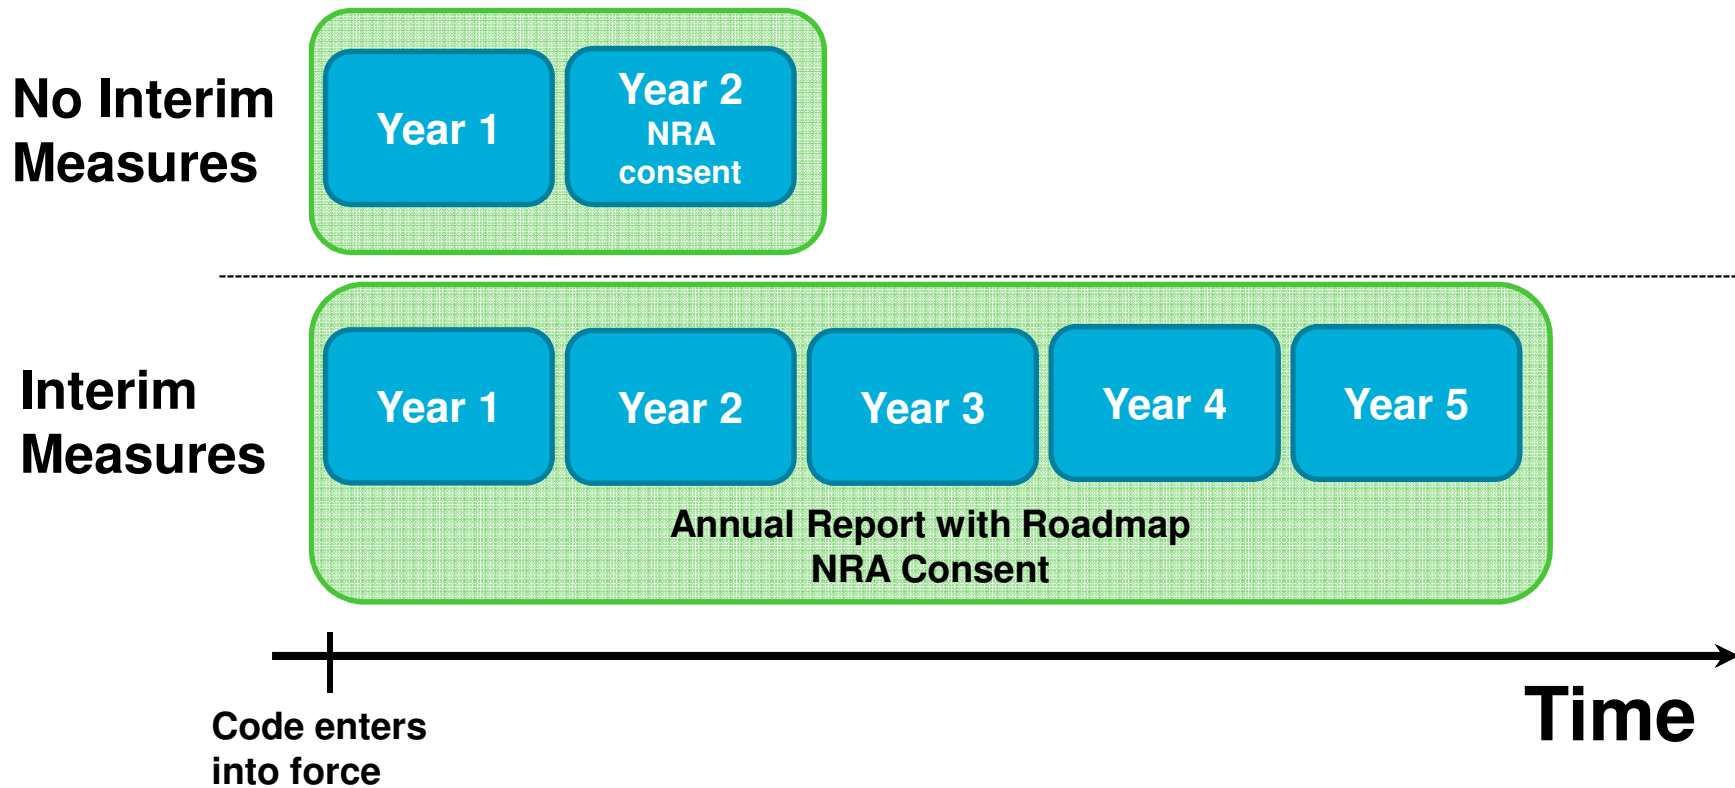 No Interim
Measures
Year 1
Year 2
NRA
consent
Interim
Measures
Year 1
Year 2
Year 3
Year 4
Year 5
Annual Report with Roadmap
NRA Consent
Time
Code enters
into force